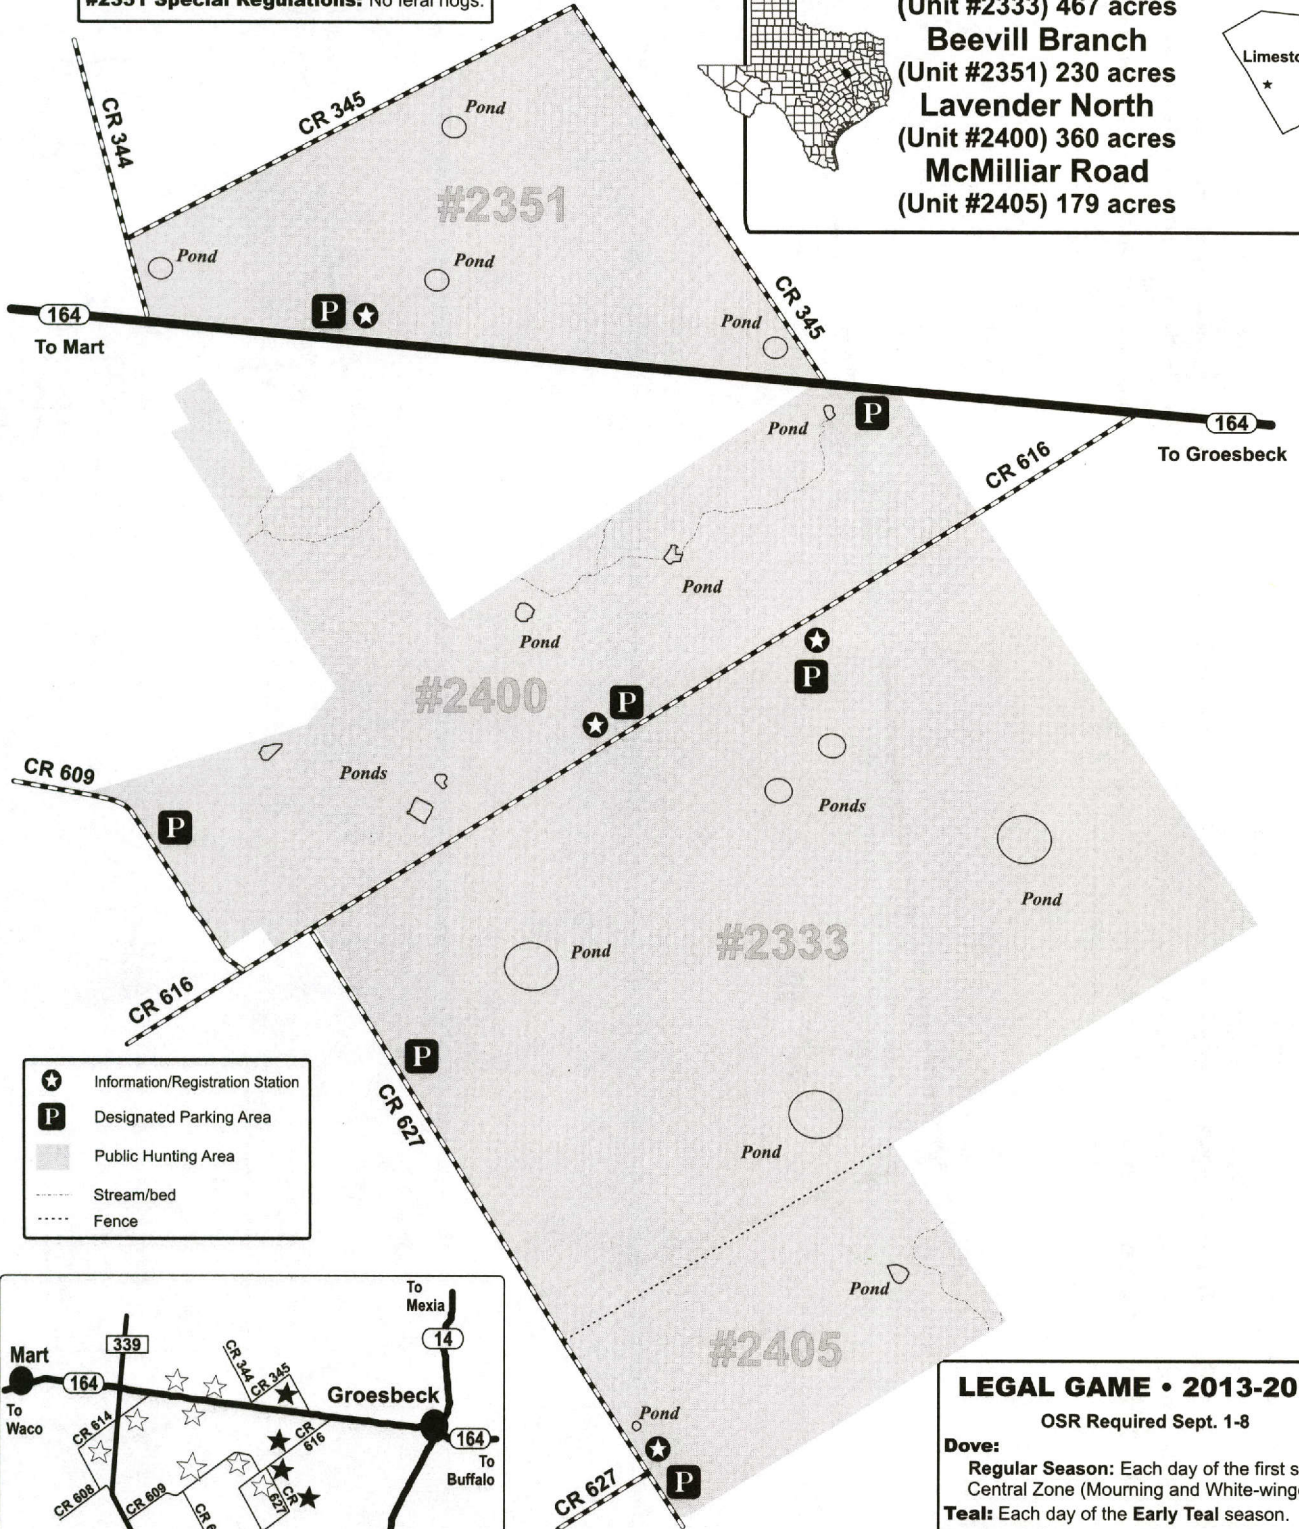 #2351 Special Regulations: No feral hogs.
(Unit #2333) 467 acres
Beevill Branch
(Unit #2351) 230 acres
Lavender North
(Unit #2400) 360 acres
McMilliar Road
(Unit #2405) 179 acres
CR 344
CR 345
Pond
#2351
Pond
Pond
P
CR 345
Pond
164
To Mart
P
Pond
164
To Groesbeck
CR 616
Pond
Pond
#2400
P
P
CR 609
Ponds
P
Ponds
Pond
#2333
Pond
CR 616
P
CR 627
Pond
Information/Registration Station
P Designated Parking Area
Public Hunting Area
Stream/bed
Fence
Pond
#2405
Pond
P
CR 627
To
Mexia
14
339
Mart
164
CR 344
CR 345
Groesbeck
To
Waco
CR 614
CR
616
164
To
Buffalo
CR 608
CR 609
CR
627
LEGAL GAME • 2013-20
OSR Required Sept. 1-8
Dove:
Regular Season: Each day of the first s
Central Zone (Mourning and White-wing
Teal: Each day of the Early Teal season.